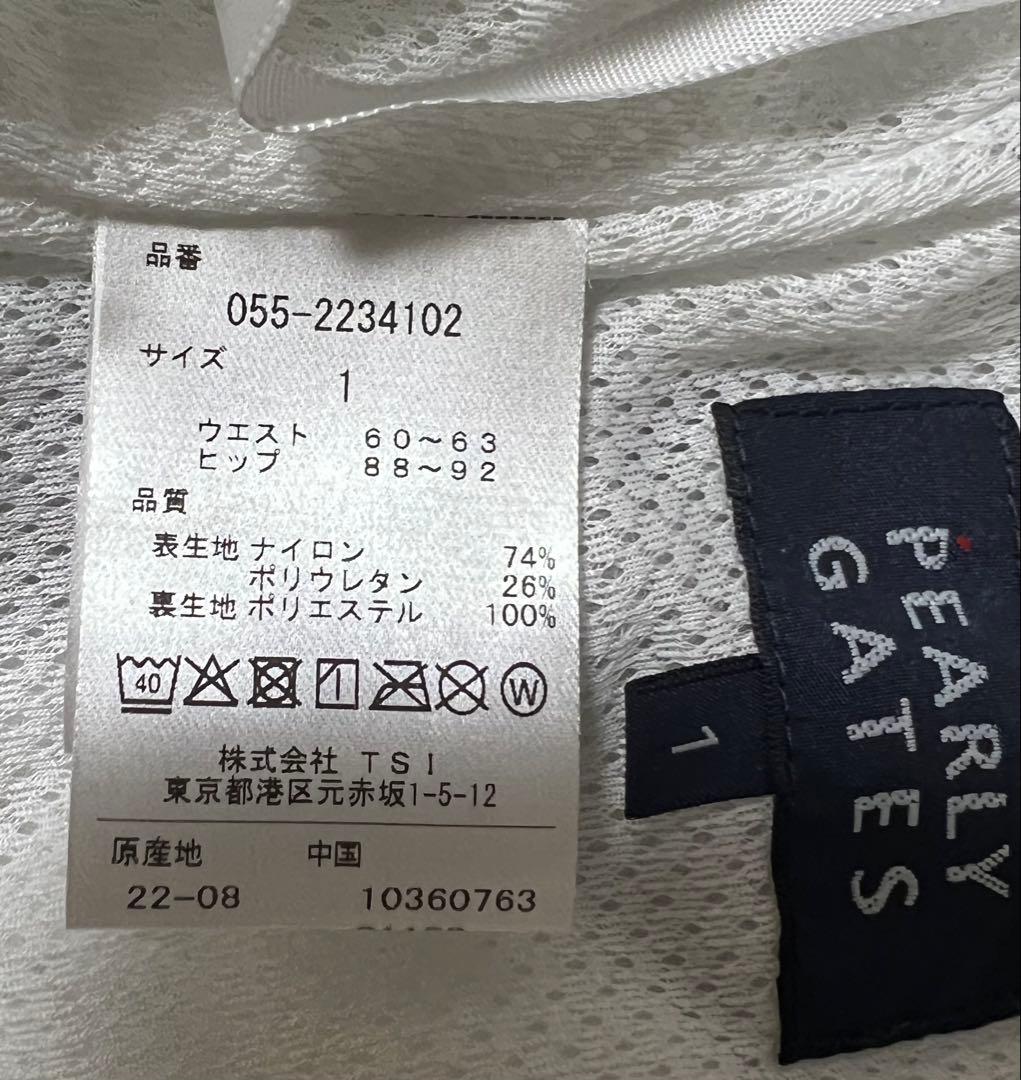 品番
055-2234102
サイズ
1
ウエスト 60~63
ヒップ 88~92
品質
表生地 ナイロン 74%
ポリウレタン 26%
裏生地 ポリエステル 100%
40
W
株式会社 TSI
東京都港区元赤坂1-5-12
原産地 中国
22-08 10360763
PEARLY
GATES
1